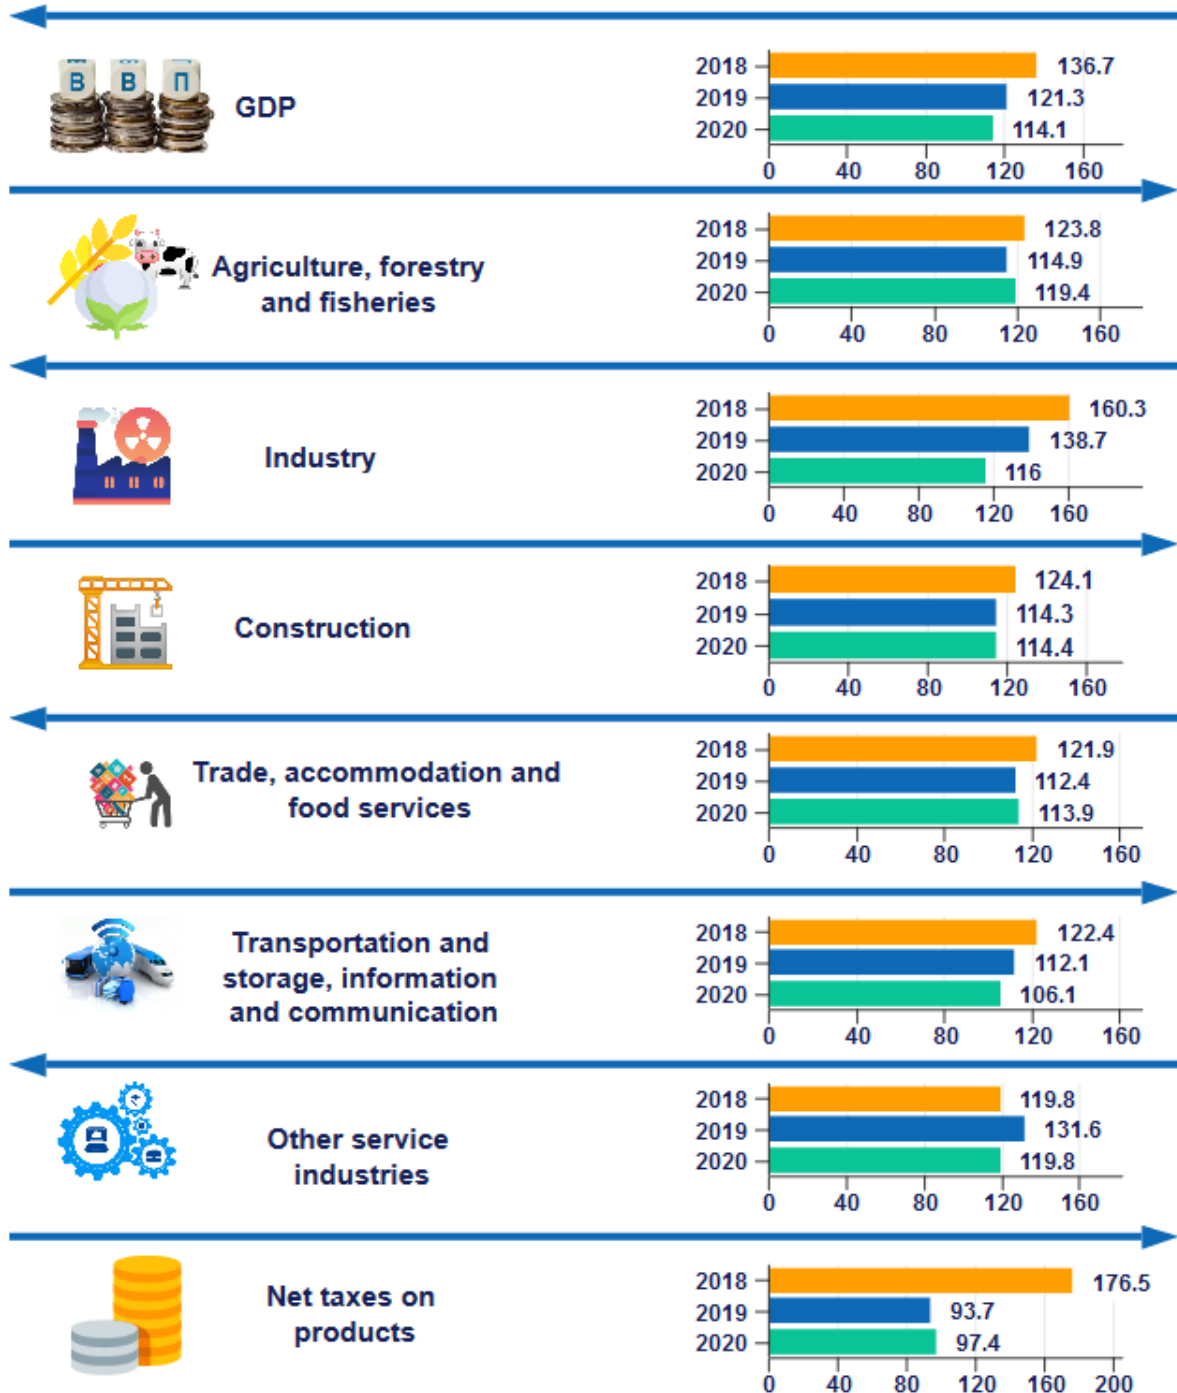 В В П
GDP
2018 136.7
2019 121.3
2020 114.1
0 40 80 120 160
Agriculture, forestry
and fisheries
2018 123.8
2019 114.9
2020 119.4
0 40 80 120 160
Industry
2018 160.3
2019 138.7
2020 116
0 40 80 120 160
Construction
2018 124.1
2019 114.3
2020 114.4
0 40 80 120 160
Trade, accommodation and
food services
2018 121.9
2019 112.4
2020 113.9
0 40 80 120 160
Transportation and
storage, information
and communication
2018 122.4
2019 112.1
2020 106.1
0 40 80 120 160
Other service
industries
2018 119.8
2019 131.6
2020 119.8
0 40 80 120 160
Net taxes on
products
2018 176.5
2019 93.7
2020 97.4
0 40 80 120 160 200